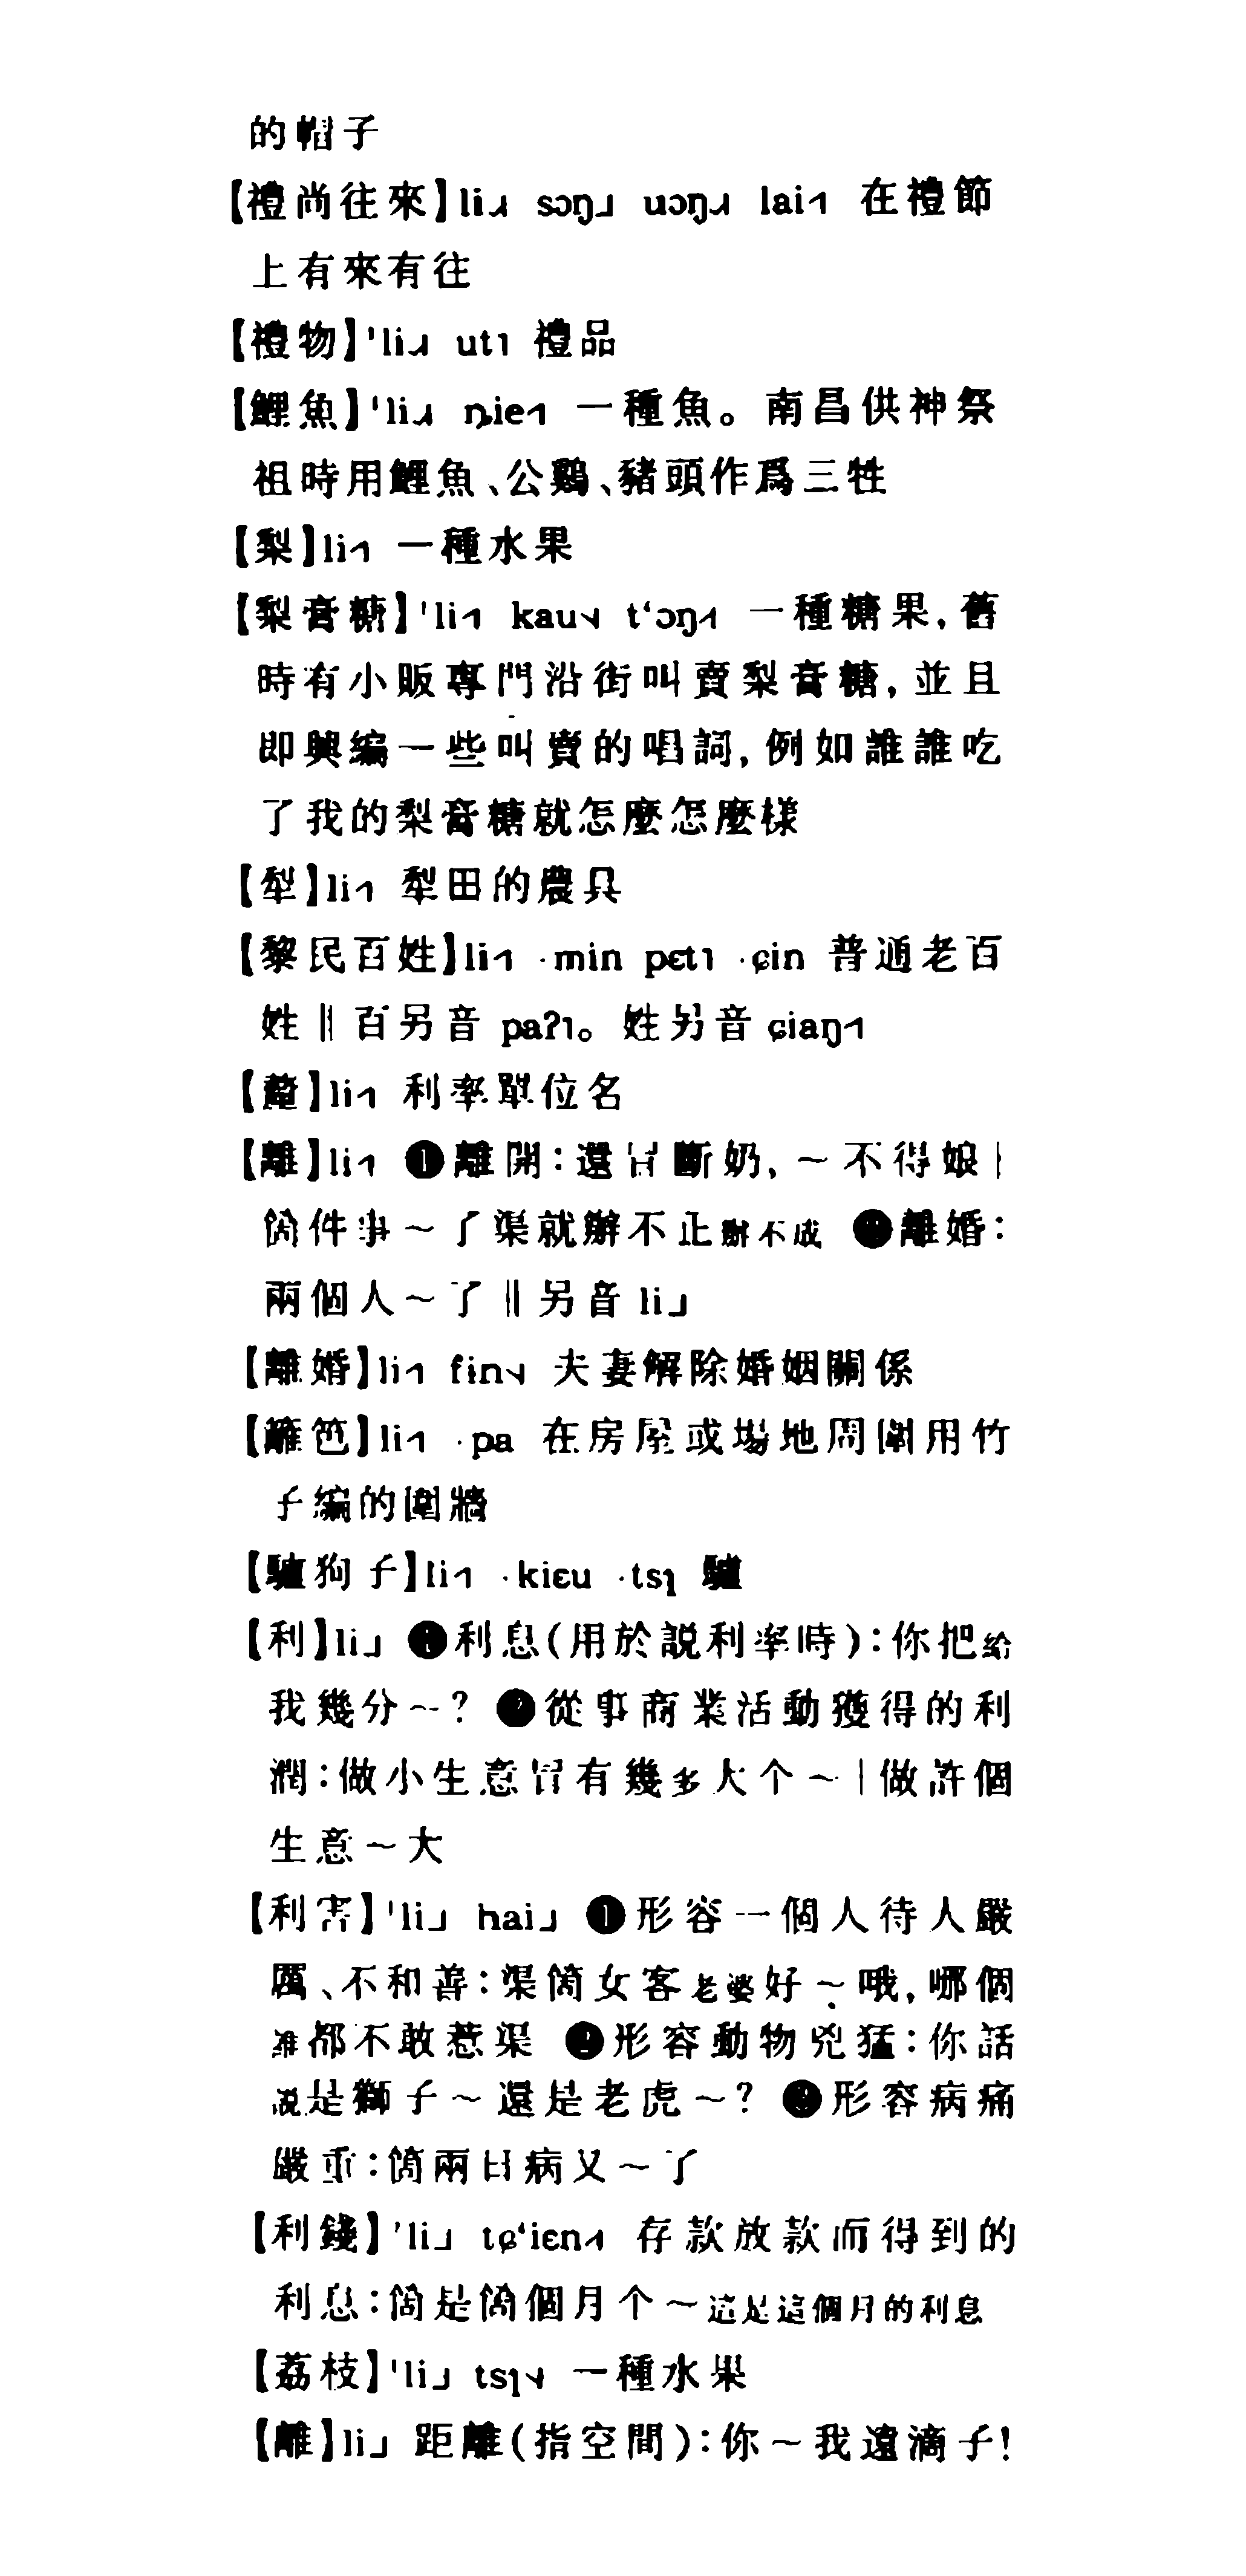 的帽子
【禮尚往來】li˩˧ sɔŋ˩ uɔŋ˩˧ lai˧˥ 在禮節
上有來有往
【禮物】ˈli˩˧ ut˥ 禮品
【鯉魚】ˈli˩˧ ȵie˧˥ 一種魚。南昌供神祭
祖時用鯉魚、公鷄、豬頭作爲三牲
【梨】li˧˥ 一種水果
【梨膏糖】ˈli˧˥ kau˦˨ tʻɔŋ˨˦ 一種糖果,舊
時有小販專門沿街叫賣梨膏糖,並且
即興編一些叫賣的唱詞,例如誰誰吃
了我的梨膏糖就怎麼怎麼樣
【犁】li˧˥ 犁田的農具
【黎民百姓】li˧˥ ·min pɛt˥ ·ɕin 普通老百
姓‖百另音 paʔ˥。姓另音 ɕiaŋ˧˥
【釐】li˧˥ 利率單位名
【離】li˧˥ ❶離開:還冒斷奶,~不得娘|
箇件事~了渠就辦不正辦不成 ❷離婚:
兩個人~了‖另音 li˩
【離婚】li˧˥ fin˦˨ 夫妻解除婚姻關係
【籬笆】li˧˥ ·pa 在房屋或場地周圍用竹
子編的圍牆
【驢狗子】li˧˥ ·kiɛu ·tsɿ 驢
【利】li˩ ❶利息(用於説利率時):你把給
我幾分~? ❷從事商業活動獲得的利
潤:做小生意冒有幾多大个~|做許個
生意~大
【利害】ˈli˩ hai˩ ❶形容一個人待人嚴
厲、不和善:渠箇女客老婆好~哦,哪個
誰都不敢惹渠 ❷形容動物兇猛:你話
説是獅子~還是老虎~? ❸形容病痛
嚴重:箇兩日病又~了
【利錢】ˈli˩ tɕʻiɛn˨˦ 存款放款而得到的
利息:箇是箇個月个~這是這個月的利息
【荔枝】ˈli˩ tsɿ˦˨ 一種水果
【離】li˩ 距離(指空間):你~我遠滴子!